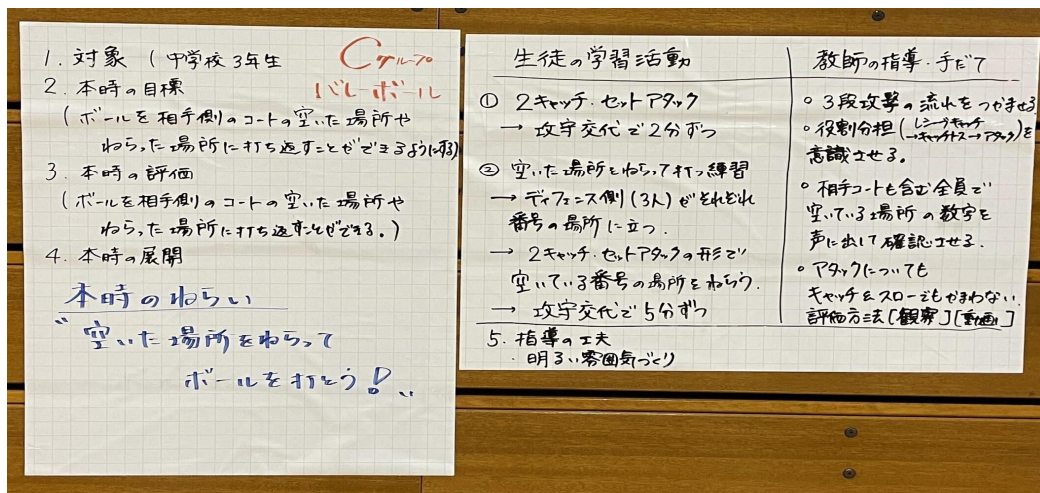 Cグループ
バレーボール
1. 対象 (中学校3年生
2. 本時の目標
(ボールを相手側のコートの空いた場所や
ねらった場所に打ち返すことができるようにする)
3. 本時の評価
(ボールを相手側のコートの空いた場所や
ねらった場所に打ち返すことができる。)
4. 本時の展開
本時のねらい
"空いた場所をねらって
ボールを打とう!"
生徒の学習活動
① 2キャッチ・セットアタック
→ 攻守交代で2分ずつ
② 空いた場所をねらって打つ練習
→ ディフェンス側(3人)がそれぞれ
番号の場所に立つ.
→ 2キャッチ・セットアタックの形で
空いている番号の場所をねらう.
→ 攻守交代で5分ずつ
教師の指導・手だて
○ 3段攻撃の流れをつかませる
○ 役割分担(レシーブキャッチ
→キャッチトス→アタック)を
意識させる。
○ 相手コートも含む全員で
空いている場所の数字を
声に出して確認させる.
○ アタックについても
キャッチ&スローでもかまわない.
評価方法[観察][動画]
5. 指導の工夫
・明るい雰囲気づくり